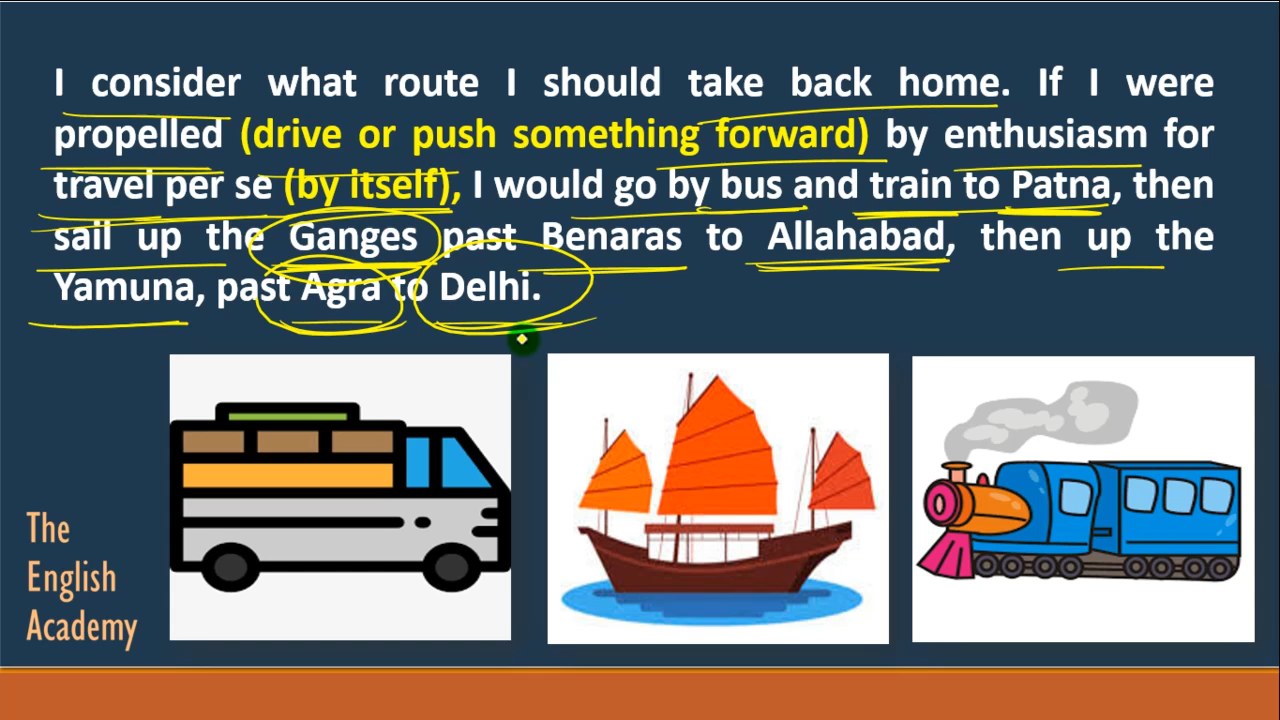 I consider what route I should take back home. If I were
propelled (drive or push something forward) by enthusiasm for
travel per se (by itself), I would go by bus and train to Patna, then
sail up the Ganges past Benaras to Allahabad, then up the
Yamuna, past Agra to Delhi.
The
English
Academy